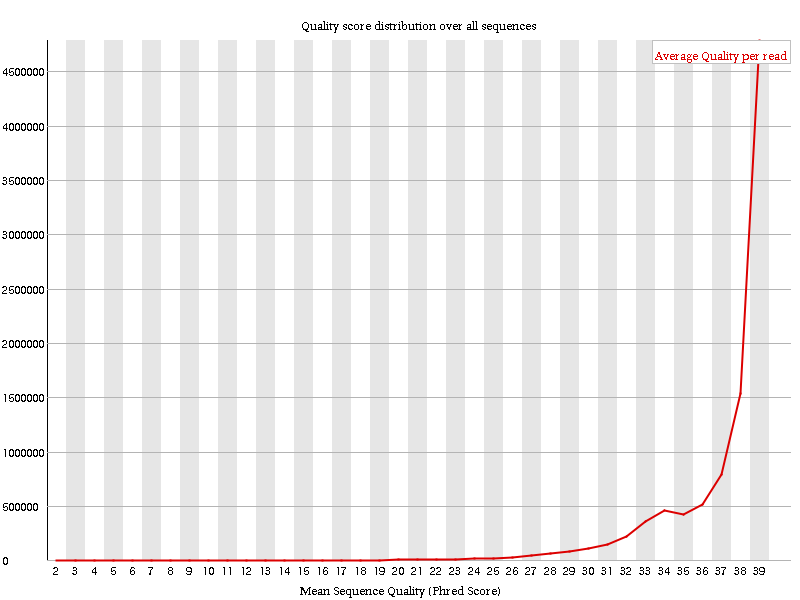 Quality score distribution over all sequences
Average Quality per read
4500000
4000000
3500000
3000000
2500000
2000000
1500000
1000000
500000
0
2 3 4 5 6 7 8 9 10 11 12 13 14 15 16 17 18 19 20 21 22 23 24 25 26 27 28 29 30 31 32 33 34 35 36 37 38 39
Mean Sequence Quality (Phred Score)